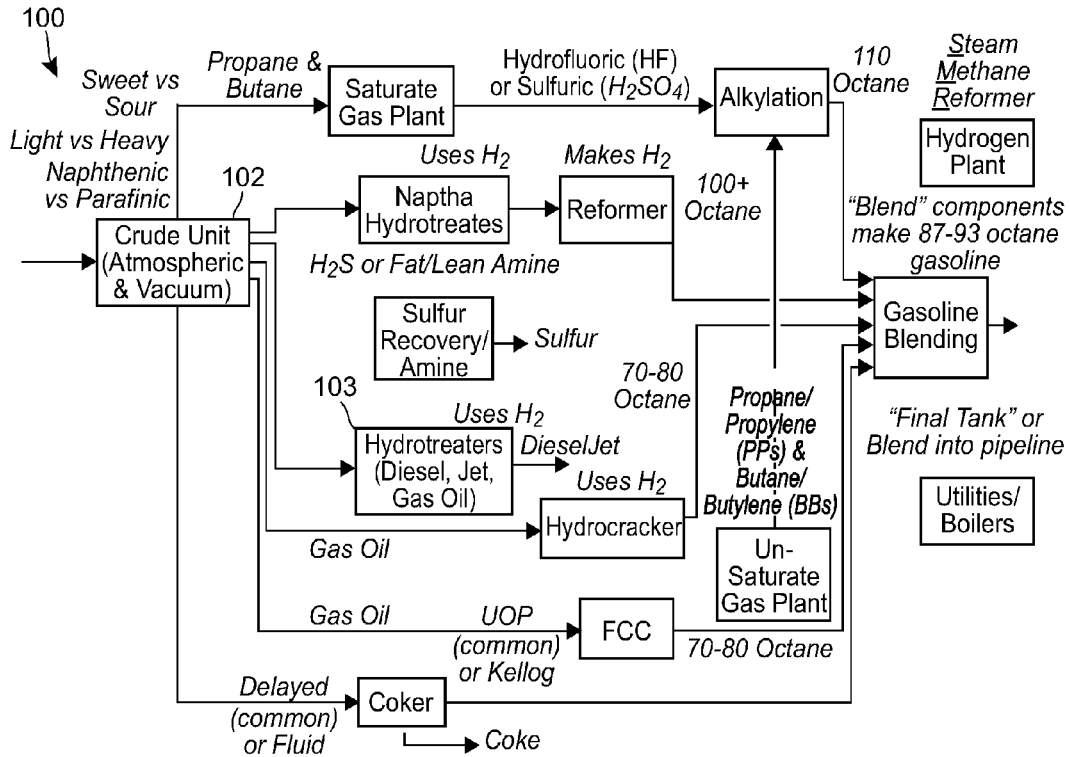 100
Sweet vs
Sour
Light vs Heavy
Naphthenic
vs Parafinic
102
Crude Unit
(Atmospheric
& Vacuum)
Propane &
Butane
Saturate
Gas Plant
Hydrofluoric (HF)
or Sulfuric (H2SO4)
Alkylation
110
Octane
Steam
Methane
Reformer
Hydrogen
Plant
Uses H2
Naptha
Hydrotreates
H2S or Fat/Lean Amine
Makes H2
Reformer
100+
Octane
"Blend" components
make 87-93 octane
gasoline
Gasoline
Blending
Sulfur
Recovery/
Amine
Sulfur
103
Uses H2
Hydrotreaters
(Diesel, Jet,
Gas Oil)
DieselJet
70-80
Octane
Uses H2
Hydrocracker
Gas Oil
Propane/
Propylene
(PPs) &
Butane/
Butylene (BBs)
Un-
Saturate
Gas Plant
"Final Tank" or
Blend into pipeline
Utilities/
Boilers
Gas Oil
UOP
(common)
or Kellog
FCC
70-80 Octane
Delayed
(common)
or Fluid
Coker
Coke